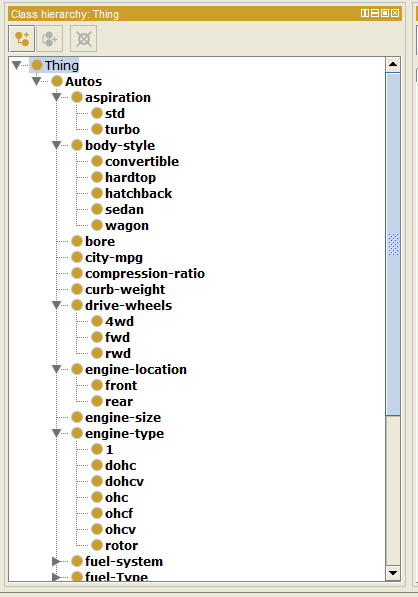 Class hierarchy: Thing
Thing
Autos
aspiration
std
turbo
body-style
convertible
hardtop
hatchback
sedan
wagon
bore
city-mpg
compression-ratio
curb-weight
drive-wheels
4wd
fwd
rwd
engine-location
front
rear
engine-size
engine-type
1
dohc
dohcv
ohc
ohcf
ohcv
rotor
fuel-system
fuel-Type